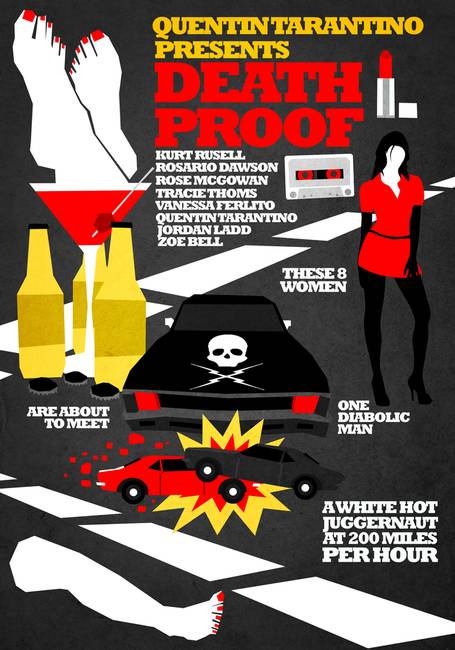 QUENTIN TARANTINO
PRESENTS
DEATH
PROOF
KURT RUSELL
ROSARIO DAWSON
ROSE MCGOWAN
TRACIE THOMS
VANESSA FERLITO
QUENTIN TARANTINO
JORDAN LADD
ZOE BELL
THESE 8
WOMEN
ARE ABOUT
TO MEET
ONE
DIABOLIC
MAN
A WHITE HOT
JUGGERNAUT
AT 200 MILES
PER HOUR